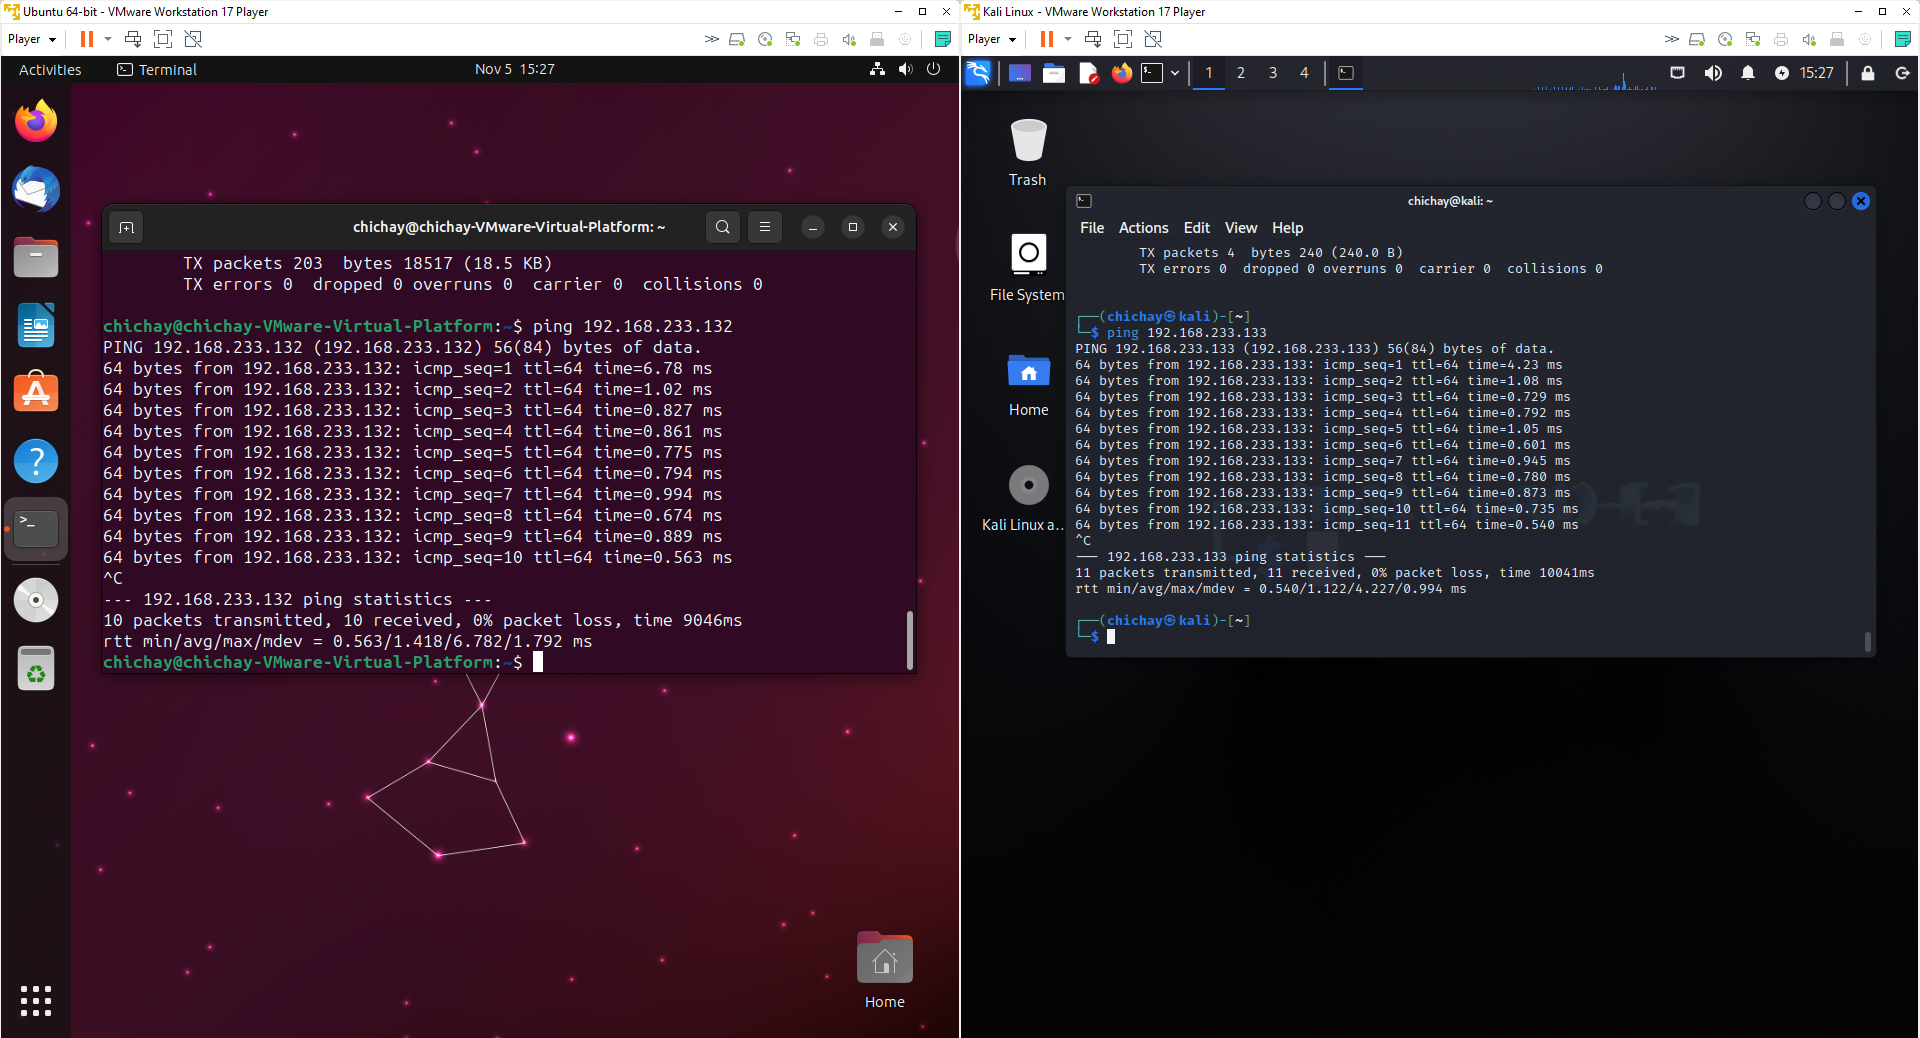 Ubuntu 64-bit - VMware Workstation 17 Player
Player
Activities
Terminal
Nov 5 15:27
chichay@chichay-VMware-Virtual-Platform: ~
TX packets 203  bytes 18517 (18.5 KB)
TX errors 0  dropped 0 overruns 0  carrier 0  collisions 0
chichay@chichay-VMware-Virtual-Platform:~$ ping 192.168.233.132
PING 192.168.233.132 (192.168.233.132) 56(84) bytes of data.
64 bytes from 192.168.233.132: icmp_seq=1 ttl=64 time=6.78 ms
64 bytes from 192.168.233.132: icmp_seq=2 ttl=64 time=1.02 ms
64 bytes from 192.168.233.132: icmp_seq=3 ttl=64 time=0.827 ms
64 bytes from 192.168.233.132: icmp_seq=4 ttl=64 time=0.861 ms
64 bytes from 192.168.233.132: icmp_seq=5 ttl=64 time=0.775 ms
64 bytes from 192.168.233.132: icmp_seq=6 ttl=64 time=0.794 ms
64 bytes from 192.168.233.132: icmp_seq=7 ttl=64 time=0.994 ms
64 bytes from 192.168.233.132: icmp_seq=8 ttl=64 time=0.674 ms
64 bytes from 192.168.233.132: icmp_seq=9 ttl=64 time=0.889 ms
64 bytes from 192.168.233.132: icmp_seq=10 ttl=64 time=0.563 ms
^C
--- 192.168.233.132 ping statistics ---
10 packets transmitted, 10 received, 0% packet loss, time 9046ms
rtt min/avg/max/mdev = 0.563/1.418/6.782/1.792 ms
chichay@chichay-VMware-Virtual-Platform:~$
Home
Kali Linux - VMware Workstation 17 Player
Player
1 2 3 4
15:27
Trash
File System
Home
Kali Linux a...
chichay@kali: ~
File Actions Edit View Help
TX packets 4  bytes 240 (240.0 B)
TX errors 0  dropped 0 overruns 0  carrier 0  collisions 0
┌──(chichay㉿kali)-[~]
└─$ ping 192.168.233.133
PING 192.168.233.133 (192.168.233.133) 56(84) bytes of data.
64 bytes from 192.168.233.133: icmp_seq=1 ttl=64 time=4.23 ms
64 bytes from 192.168.233.133: icmp_seq=2 ttl=64 time=1.08 ms
64 bytes from 192.168.233.133: icmp_seq=3 ttl=64 time=0.729 ms
64 bytes from 192.168.233.133: icmp_seq=4 ttl=64 time=0.792 ms
64 bytes from 192.168.233.133: icmp_seq=5 ttl=64 time=1.05 ms
64 bytes from 192.168.233.133: icmp_seq=6 ttl=64 time=0.601 ms
64 bytes from 192.168.233.133: icmp_seq=7 ttl=64 time=0.945 ms
64 bytes from 192.168.233.133: icmp_seq=8 ttl=64 time=0.780 ms
64 bytes from 192.168.233.133: icmp_seq=9 ttl=64 time=0.873 ms
64 bytes from 192.168.233.133: icmp_seq=10 ttl=64 time=0.735 ms
64 bytes from 192.168.233.133: icmp_seq=11 ttl=64 time=0.540 ms
^C
--- 192.168.233.133 ping statistics ---
11 packets transmitted, 11 received, 0% packet loss, time 10041ms
rtt min/avg/max/mdev = 0.540/1.122/4.227/0.994 ms
┌──(chichay㉿kali)-[~]
└─$